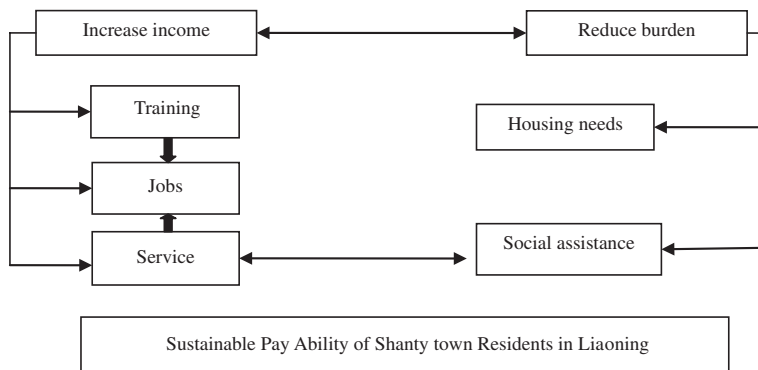 Increase income
Reduce burden
Training
Housing needs
Jobs
Social assistance
Service
Sustainable Pay Ability of Shanty town Residents in Liaoning